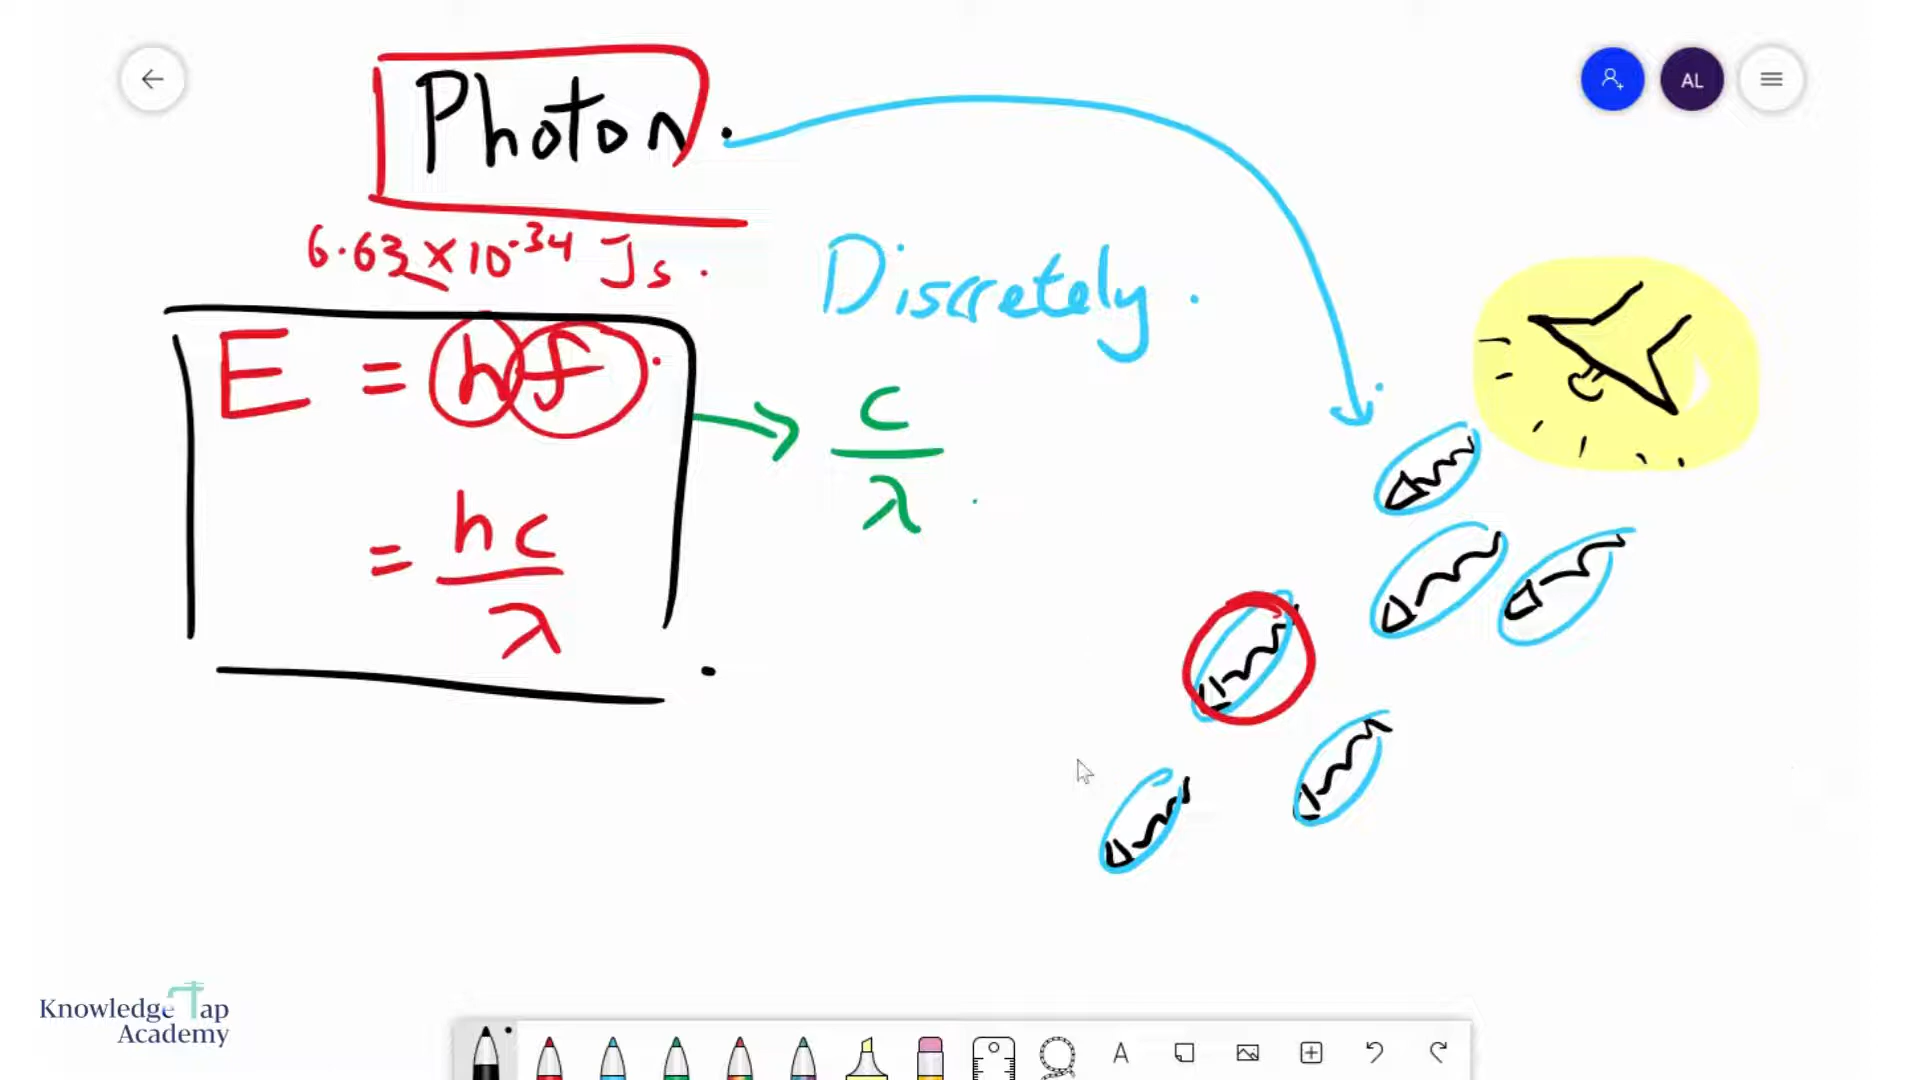 Photon.
6.63 × 10^-34 Js.
Discretely.
E = hf.
c/λ
= hc/λ
AL
Knowledge Tap
Academy
A